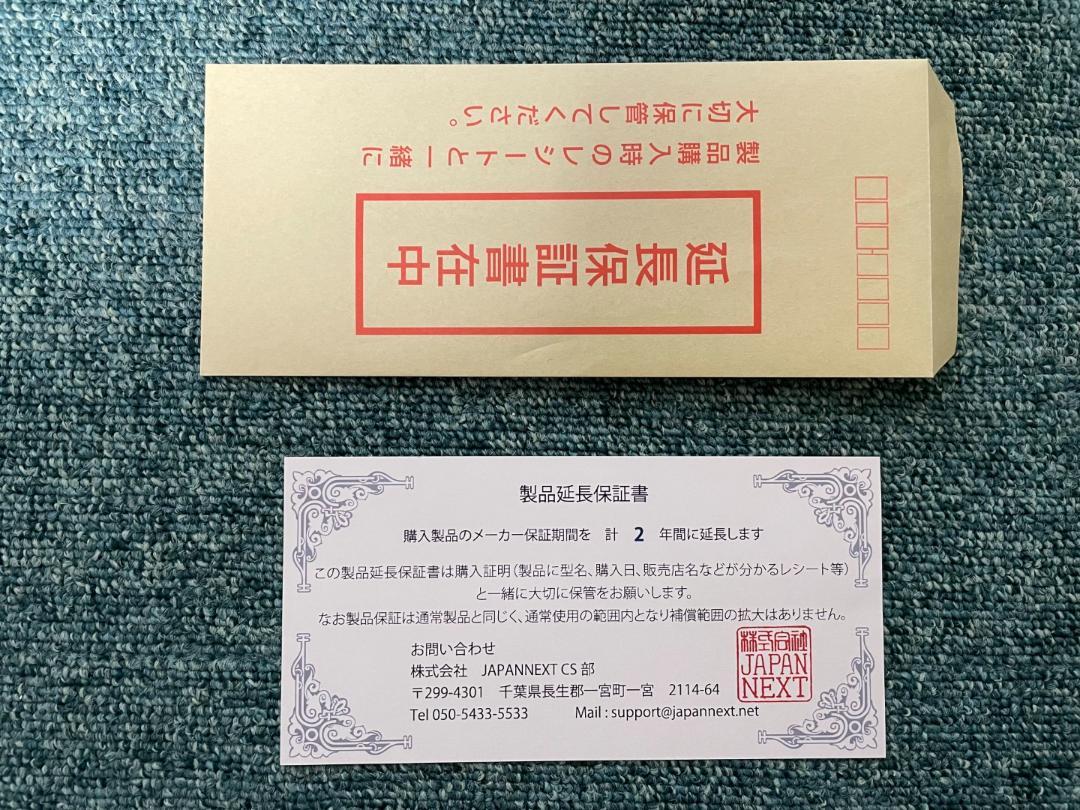 製品購入時のレシートと一緒に
大切に保管してください。
延長保証書在中
製品延長保証書
購入製品のメーカー保証期間を 計 2 年間に延長します
この製品延長保証書は購入証明（製品に型名、購入日、販売店名などが分かるレシート等）
と一緒に大切に保管をお願いします。
なお製品保証は通常製品と同じく、通常使用の範囲内となり補償範囲の拡大はありません。
お問い合わせ
株式会社 JAPANNEXT CS 部
〒299-4301 千葉県長生郡一宮町一宮 2114-64
Tel 050-5433-5533 Mail : support@japannext.net
株式会社
JAPAN
NEXT